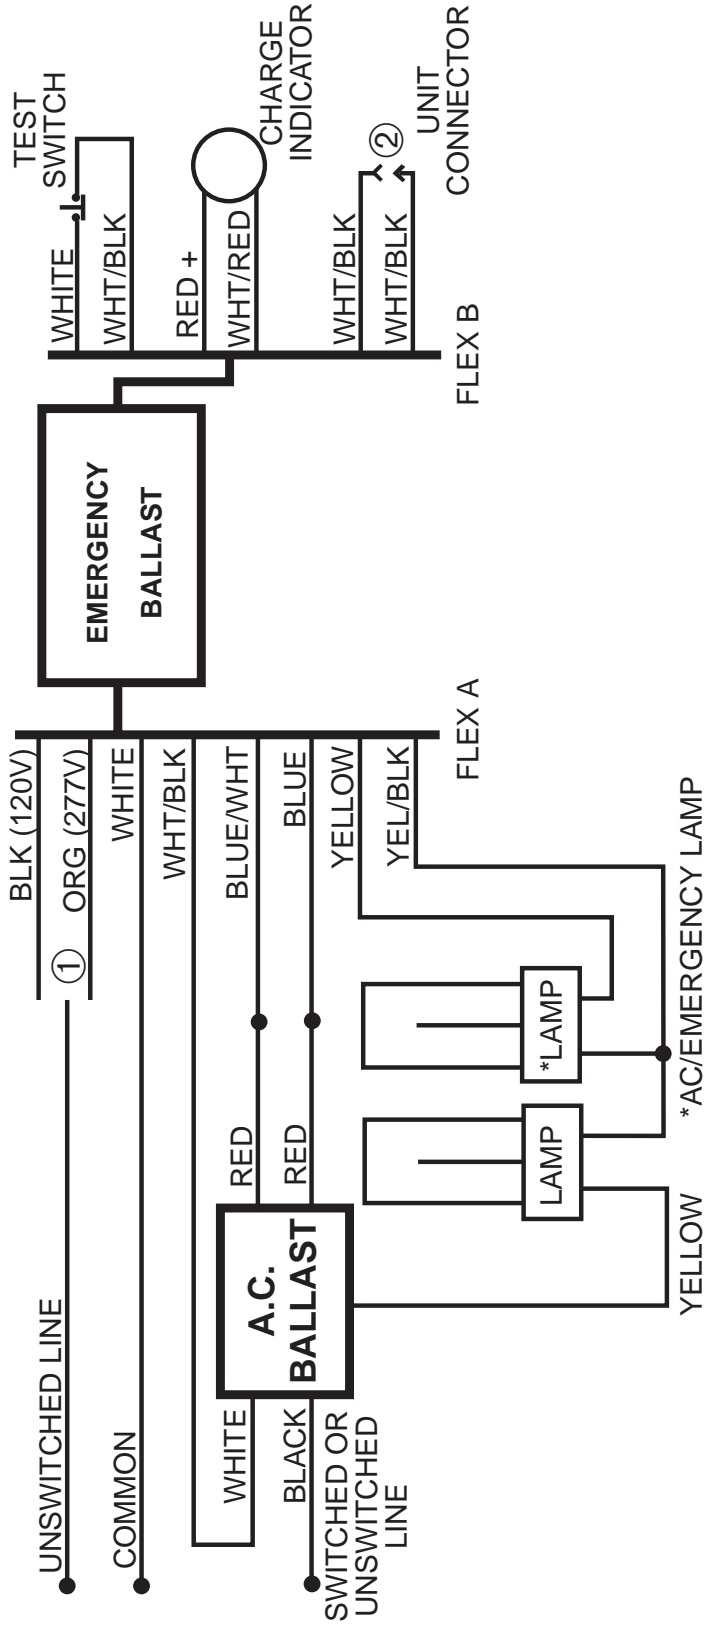 UNSWITCHED LINE
COMMON
WHITE
BLACK
SWITCHED OR
UNSWITCHED
LINE
A.C.
BALLAST
RED
RED
YELLOW
LAMP
*LAMP
*AC/EMERGENCY LAMP
1
BLK (120V)
ORG (277V)
WHITE
WHT/BLK
BLUE/WHT
BLUE
YELLOW
YEL/BLK
FLEX A
EMERGENCY
BALLAST
FLEX B
WHITE
WHT/BLK
RED +
WHT/RED
WHT/BLK
WHT/BLK
TEST
SWITCH
CHARGE
INDICATOR
2
UNIT
CONNECTOR